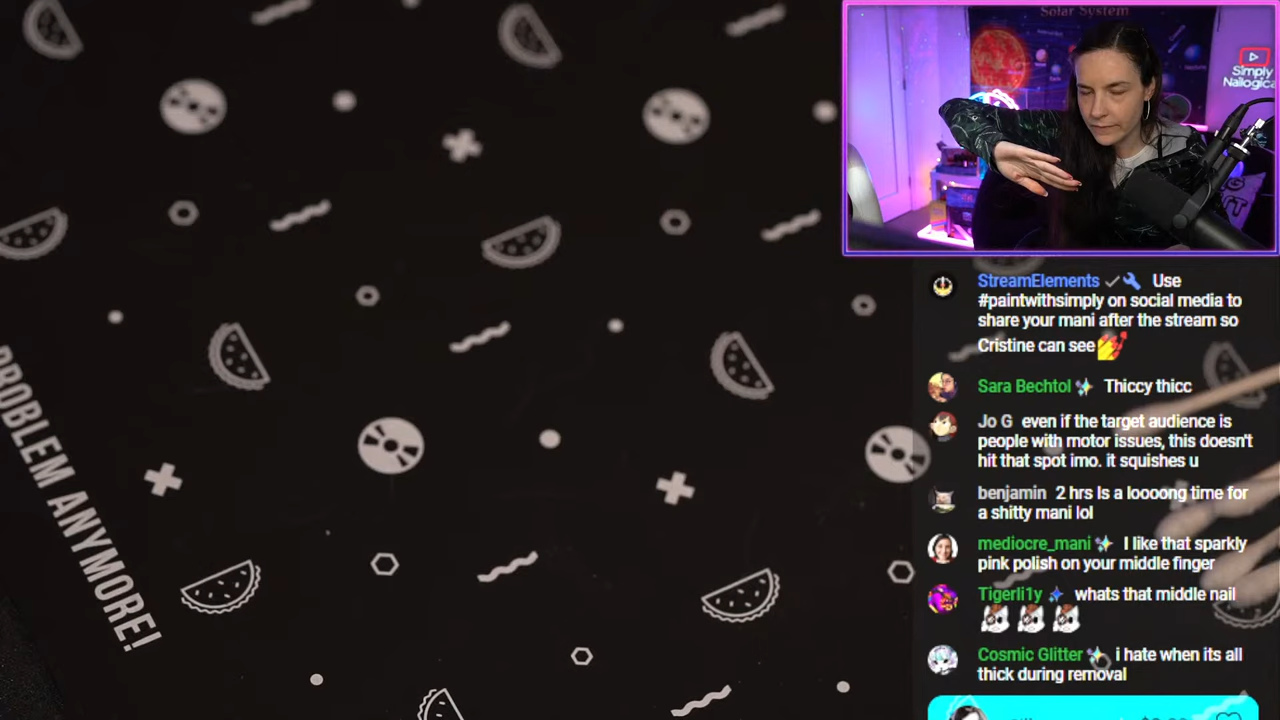 Solar System
Simply
Nailogical
PROBLEM ANYMORE!
StreamElements Use
#paintwithsimply on social media to
share your mani after the stream so
Cristine can see
Sara Bechtol Thiccy thicc
Jo G even if the target audience is
people with motor issues, this doesn't
hit that spot imo. it squishes u
benjamin 2 hrs Is a looong time for
a shitty mani lol
mediocre_mani I like that sparkly
pink polish on your middle finger
Tigerli1y whats that middle nail
Cosmic Glitter i hate when its all
thick during removal